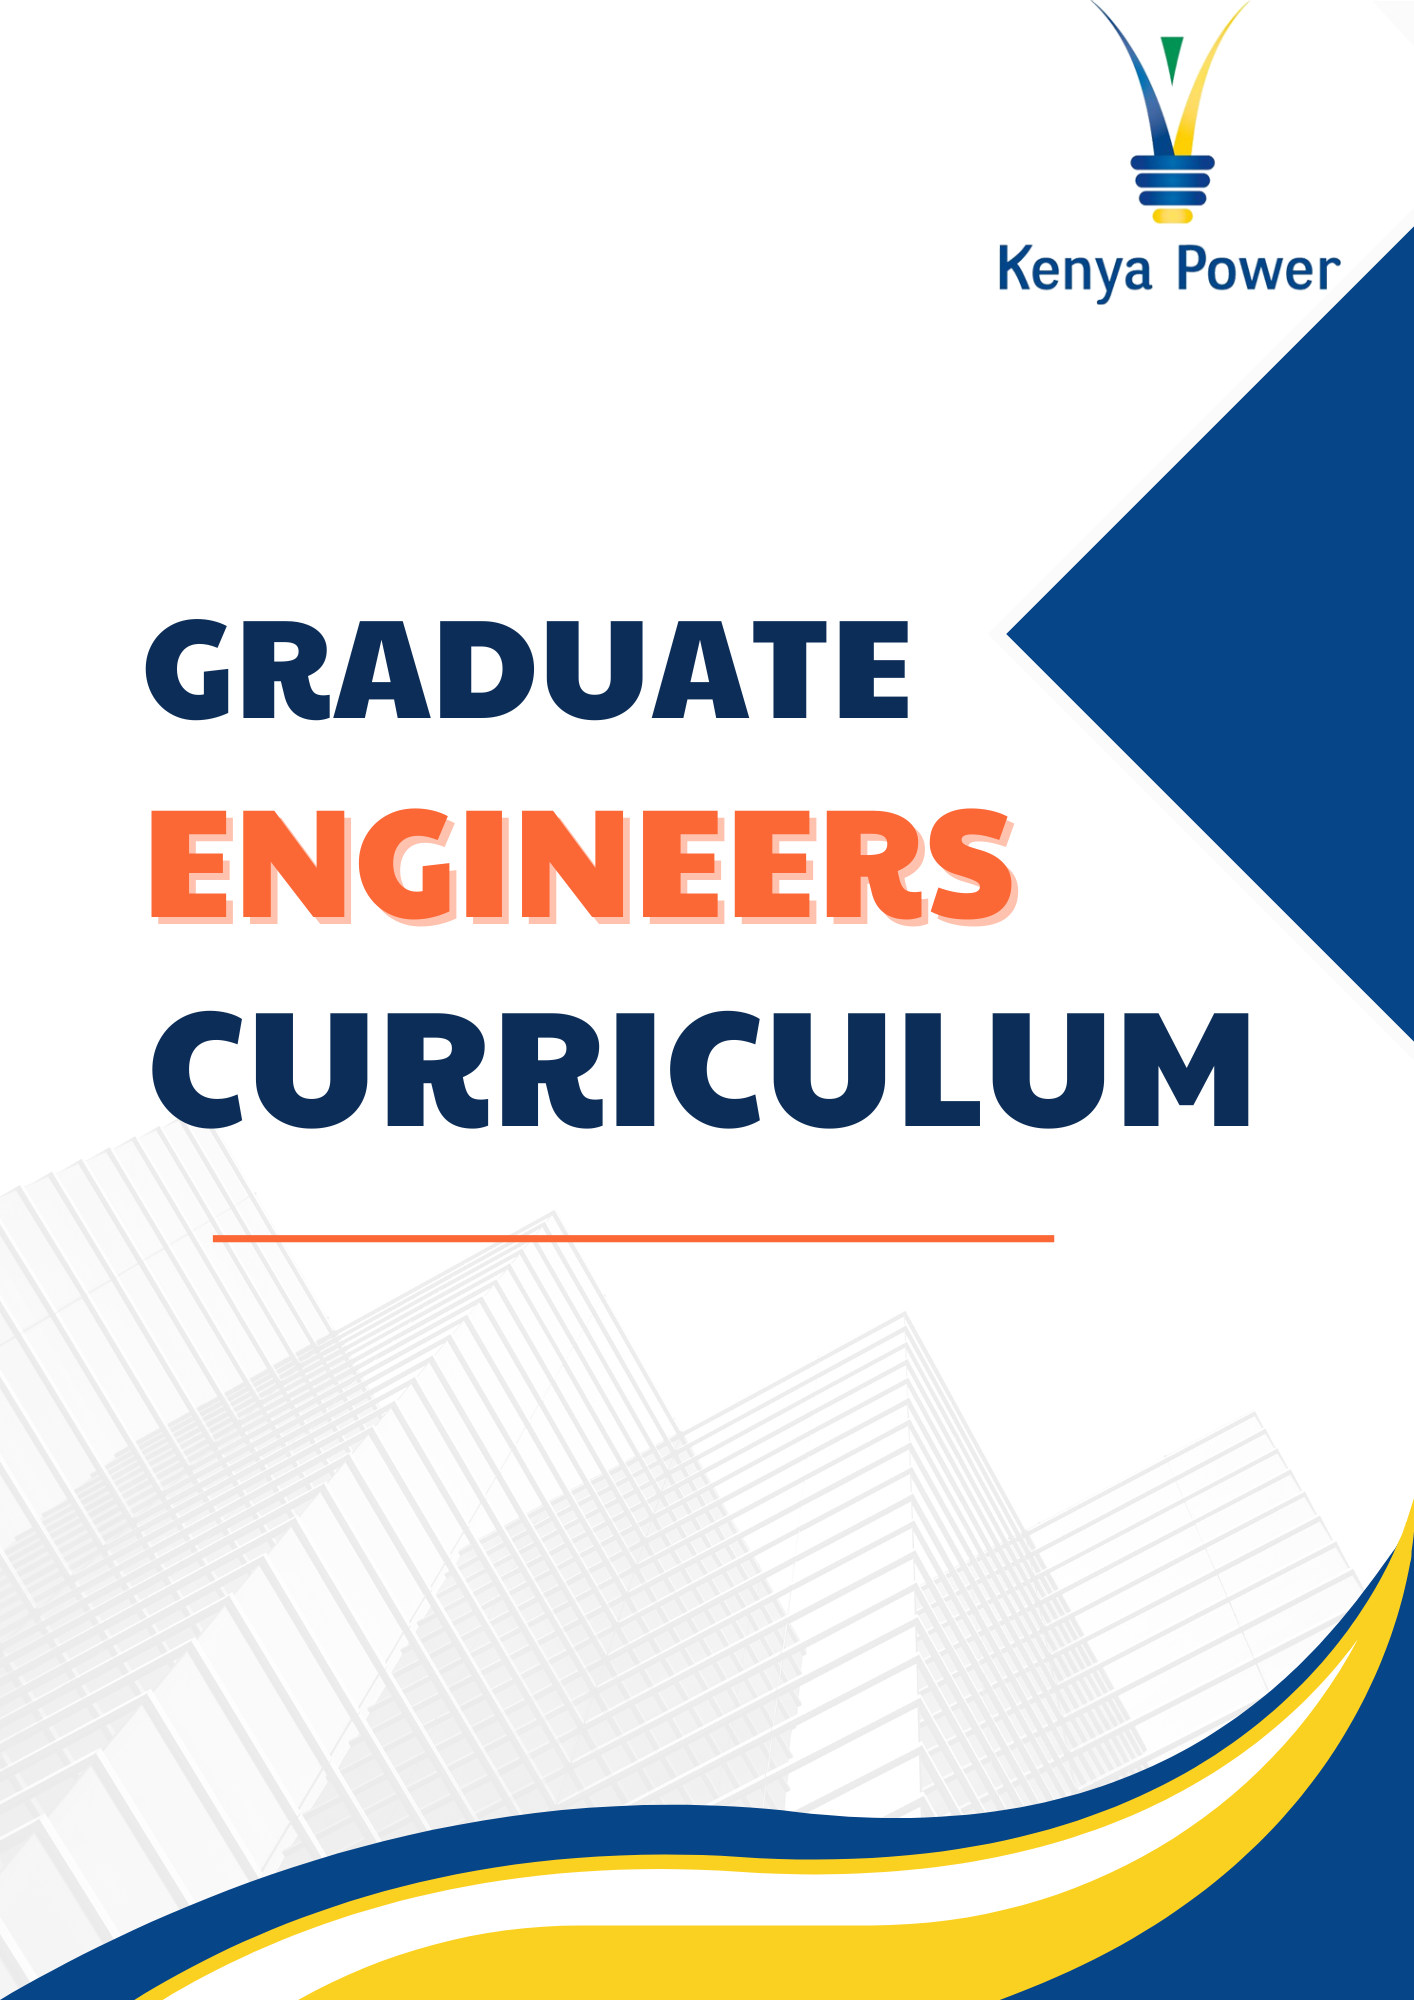 Kenya Power
GRADUATE
ENGINEERS
CURRICULUM